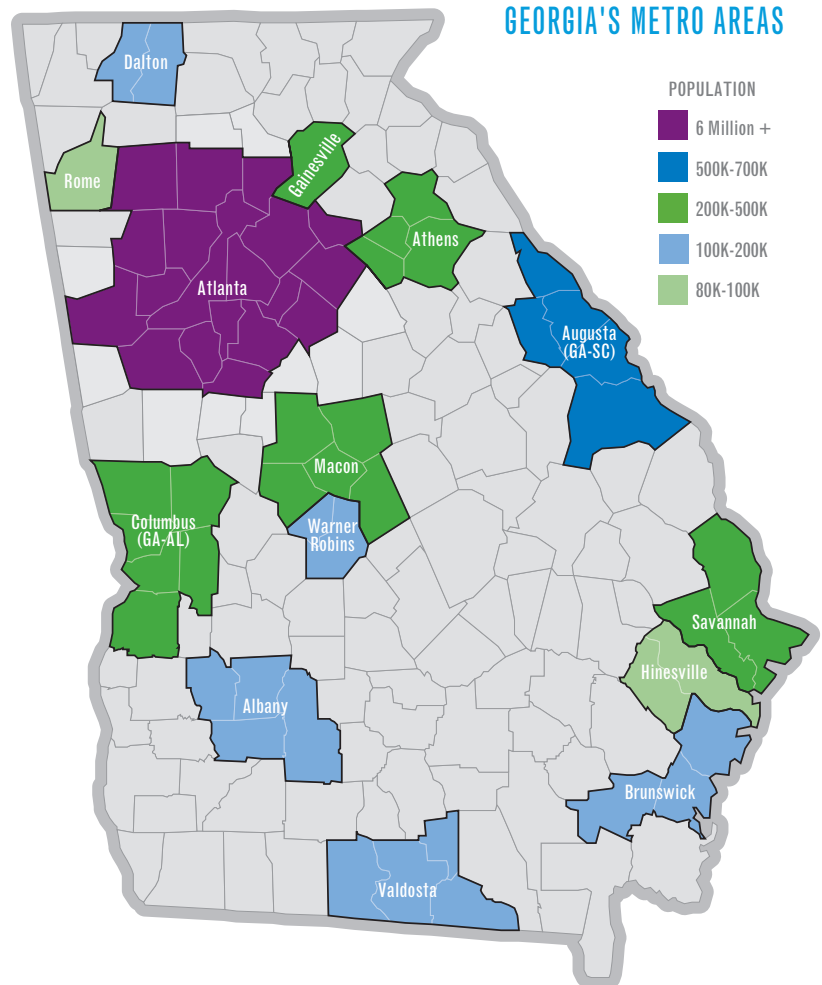 GEORGIA'S METRO AREAS
POPULATION
6 Million +
500K-700K
200K-500K
100K-200K
80K-100K
Dalton
Rome
Gainesville
Athens
Atlanta
Augusta
(GA-SC)
Macon
Columbus
(GA-AL)
Warner
Robins
Savannah
Hinesville
Albany
Brunswick
Valdosta